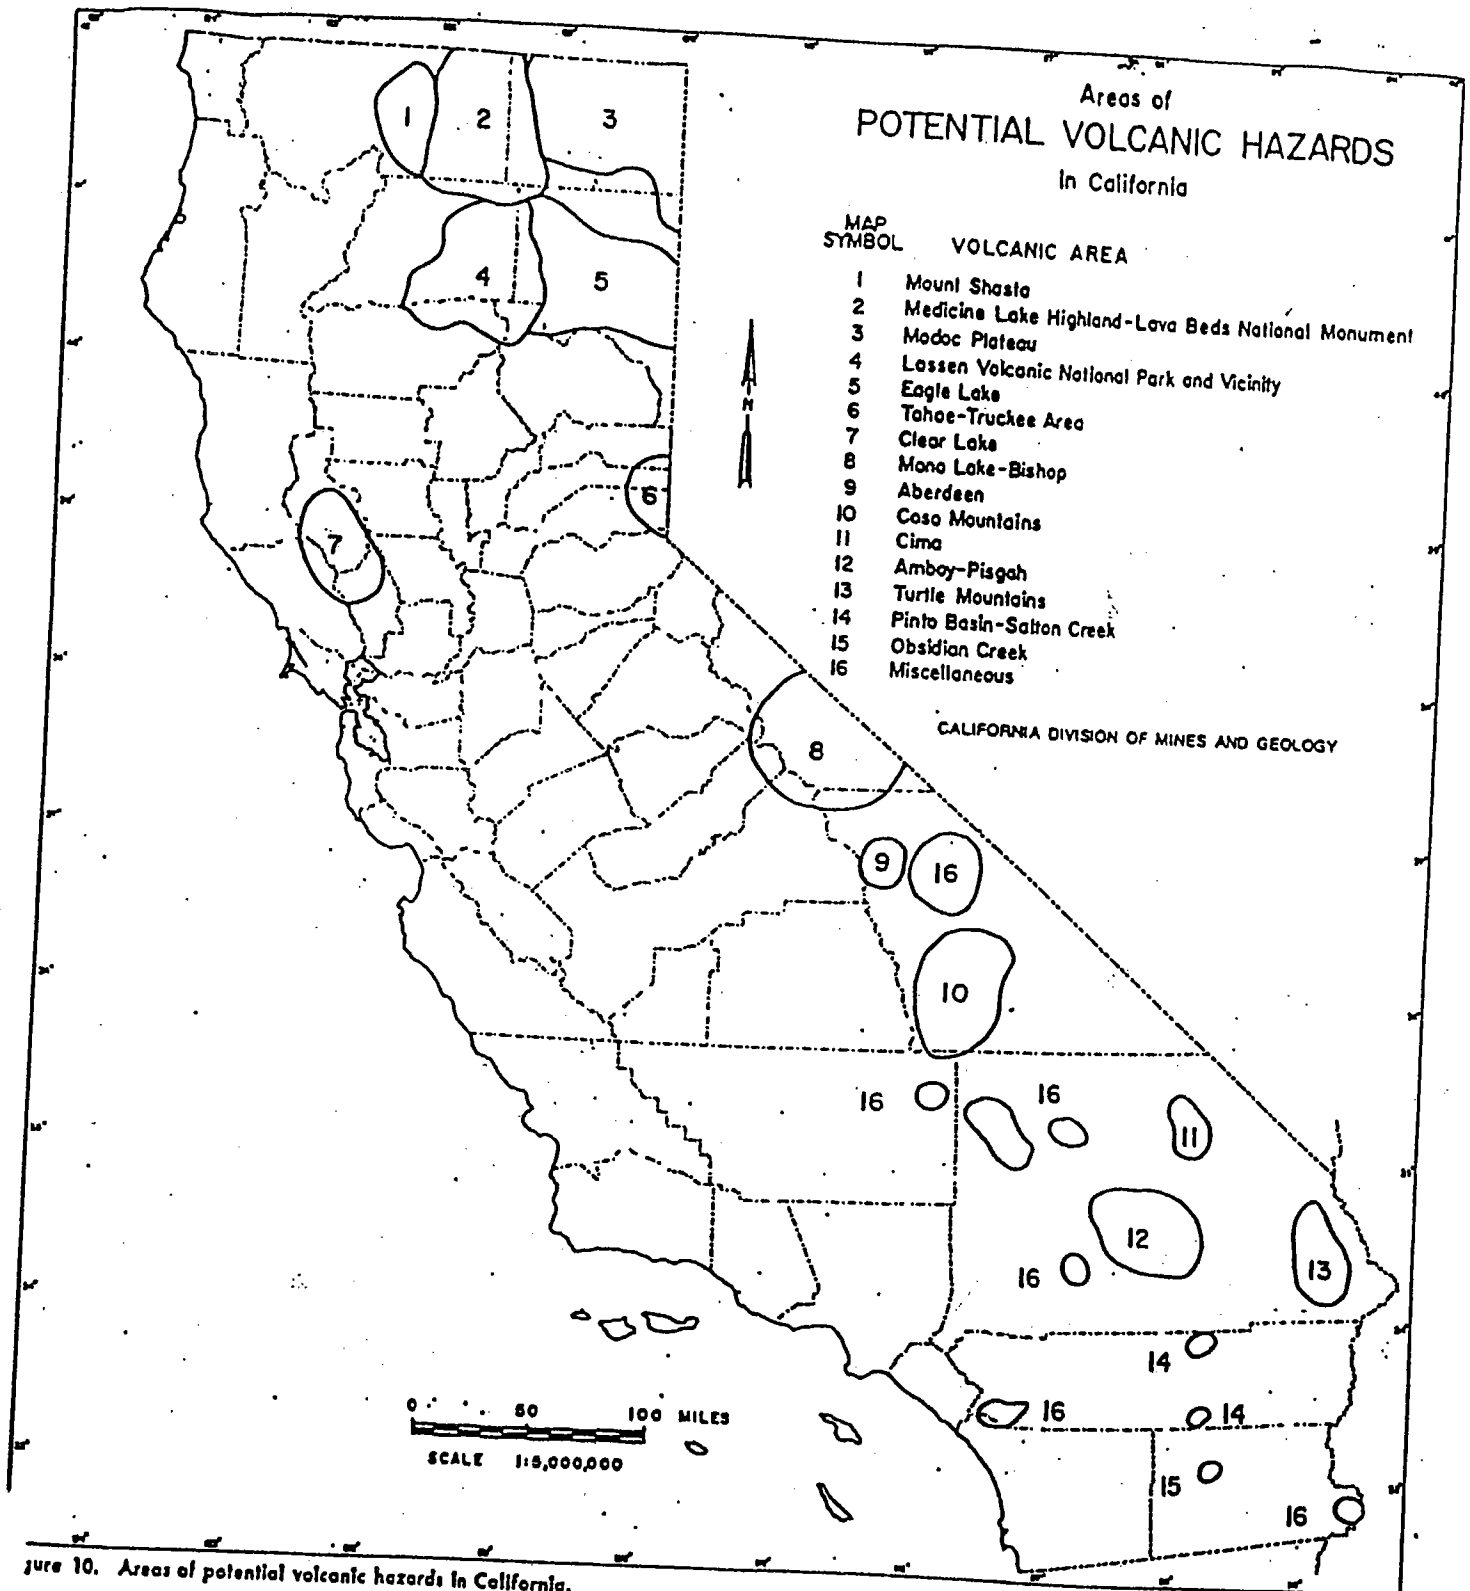 Areas of
POTENTIAL VOLCANIC HAZARDS
in California
MAP
SYMBOL VOLCANIC AREA
1 Mount Shasta
2 Medicine Lake Highland-Lava Beds National Monument
3 Modoc Plateau
4 Lassen Volcanic National Park and Vicinity
5 Eagle Lake
6 Tahoe-Truckee Area
7 Clear Lake
8 Mono Lake-Bishop
9 Aberdeen
10 Coso Mountains
11 Cima
12 Amboy-Pisgah
13 Turtle Mountains
14 Pinto Basin-Salton Creek
15 Obsidian Creek
16 Miscellaneous
CALIFORNIA DIVISION OF MINES AND GEOLOGY
N
1
2
3
4
5
6
7
8
9
16
10
16
16
11
12
16
13
14
16
14
15
16
0 50 100 MILES
SCALE 1:5,000,000
gure 10. Areas of potential volcanic hazards in California.